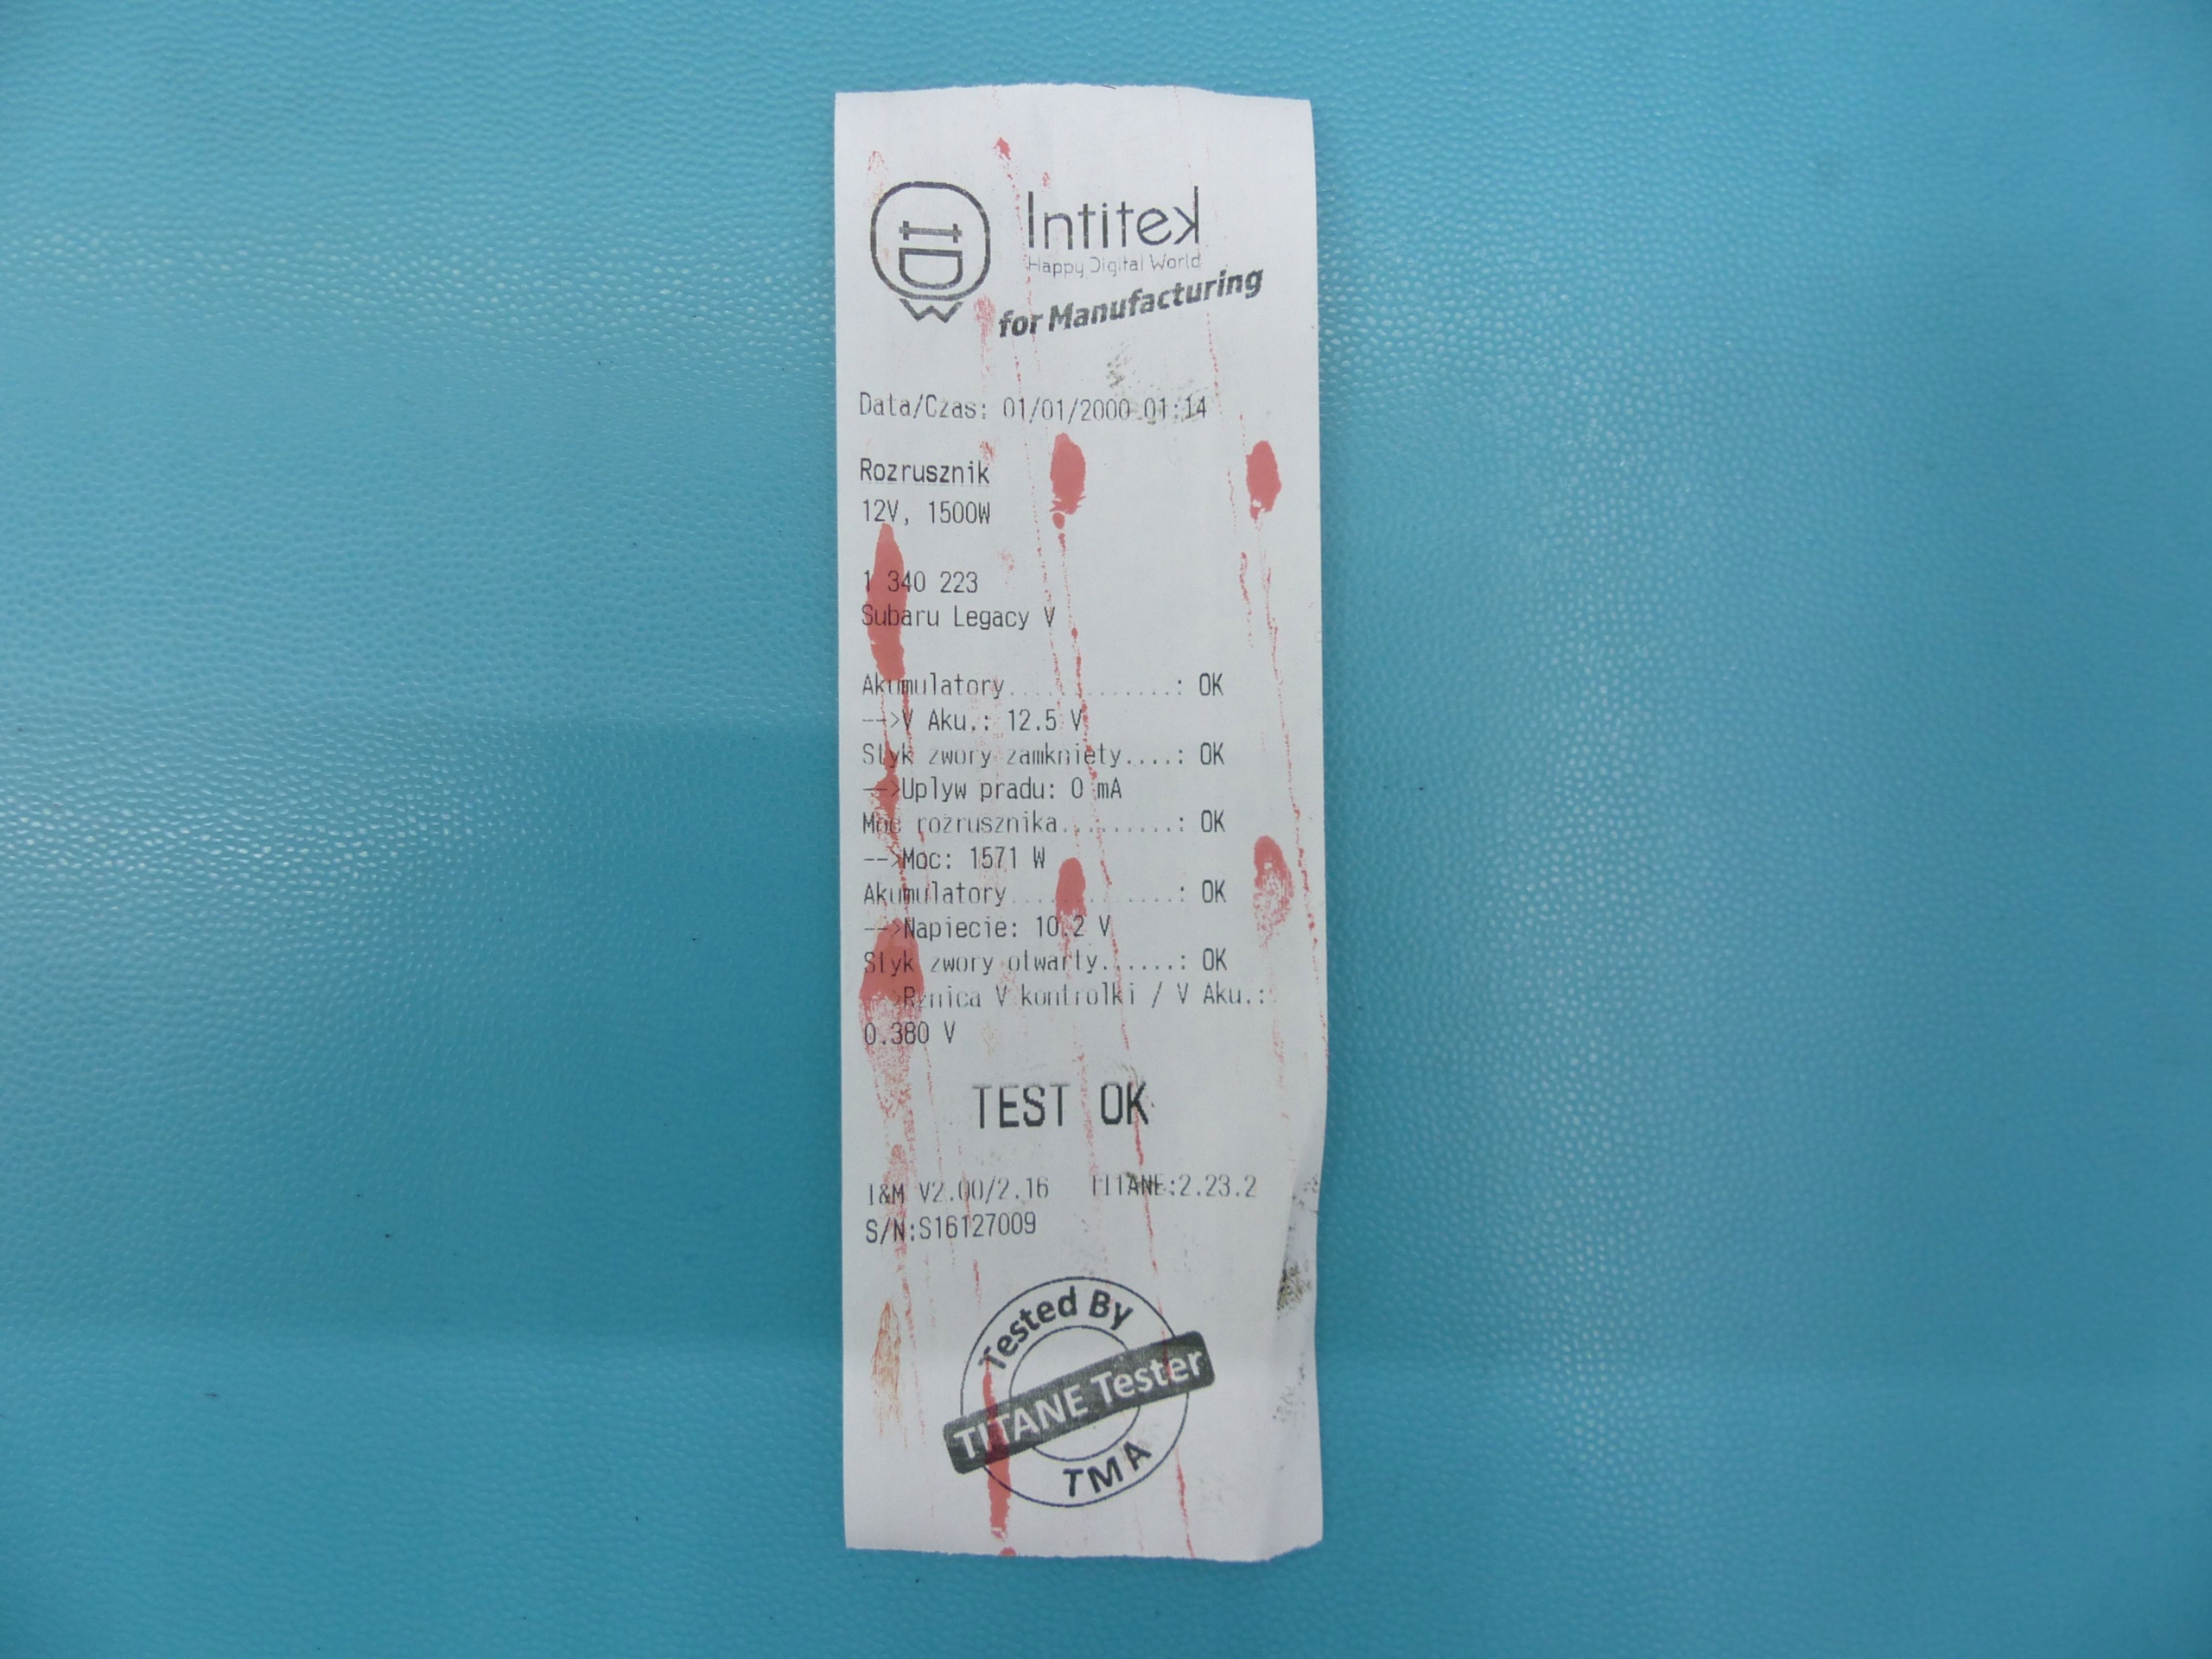 Intitek
Happy Digital World
for Manufacturing
Data/Czas: 01/01/2000 01:14
Rozrusznik
12V, 1500W
1 340 223
Subaru Legacy V
Akumulatory.............: OK
-->V Aku.: 12.5 V
Styk zwory zamkniety....: OK
-->Uplyw pradu: 0 mA
Moc rozrusznika.........: OK
-->Moc: 1571 W
Akumulatory.............: OK
-->Napiecie: 10.2 V
Styk zwory otwarty......: OK
-->Rznica V kontrolki / V Aku.:
0.380 V
TEST OK
I&M V2.00/2.16 TITANE:2.23.2
S/N:S16127009
Tested By
TITANE Tester
TMA